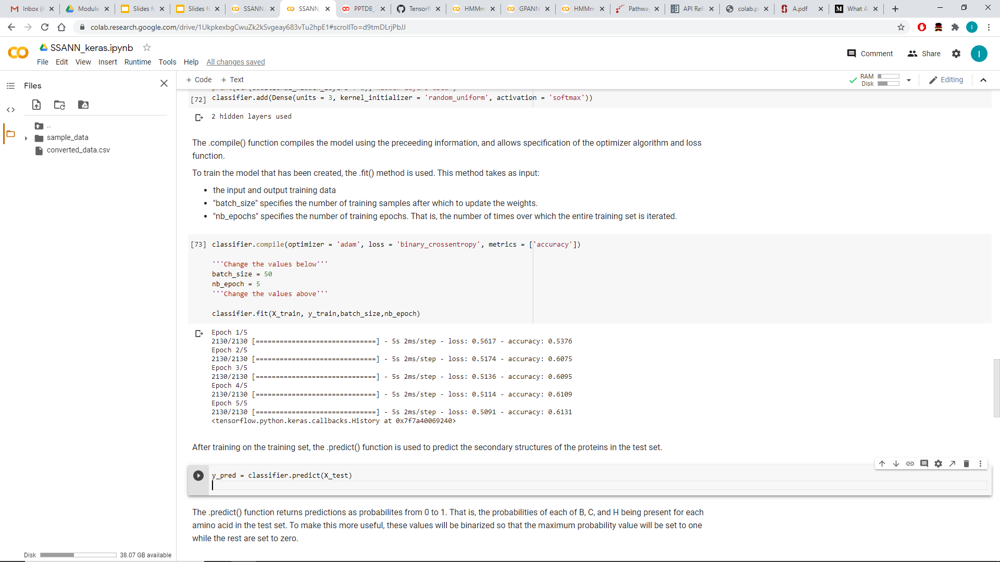 Inbox (4
Module
Slides fo
Slides fo
SSANN.
SSANN_
PPTDB_
Tensorfl
HMMm
GPANN
HMMm
Pathwa
API Refe
colab.p
A.pdf
What A
colab.research.google.com/drive/1UkpkexbgCwuZk2kSvgeay683vTu2hpE1#scrollTo=d9tmDLrjPbJJ
SSANN_keras.ipynb
File Edit View Insert Runtime Tools Help All changes saved
Comment
Share
I
Files
+ Code + Text
RAM
Disk
Editing
..
sample_data
converted_data.csv
[72] classifier.add(Dense(units = 3, kernel_initializer = 'random_uniform', activation = 'softmax'))
2 hidden layers used
The .compile() function compiles the model using the preceeding information, and allows specification of the optimizer algorithm and loss
function.
To train the model that has been created, the .fit() method is used. This method takes as input:
• the input and output training data
• "batch_size" specifies the number of training samples after which to update the weights.
• "nb_epochs" specifies the number of training epochs. That is, the number of times over which the entire training set is iterated.
[73] classifier.compile(optimizer = 'adam', loss = 'binary_crossentropy', metrics = ['accuracy'])
'''Change the values below'''
batch_size = 50
nb_epoch = 5
'''Change the values above'''
classifier.fit(X_train, y_train,batch_size,nb_epoch)
Epoch 1/5
2130/2130 [==============================] - 5s 2ms/step - loss: 0.5617 - accuracy: 0.5376
Epoch 2/5
2130/2130 [==============================] - 5s 2ms/step - loss: 0.5174 - accuracy: 0.6075
Epoch 3/5
2130/2130 [==============================] - 5s 2ms/step - loss: 0.5136 - accuracy: 0.6095
Epoch 4/5
2130/2130 [==============================] - 5s 2ms/step - loss: 0.5114 - accuracy: 0.6109
Epoch 5/5
2130/2130 [==============================] - 5s 2ms/step - loss: 0.5091 - accuracy: 0.6131
<tensorflow.python.keras.callbacks.History at 0x7f7a40069240>
After training on the training set, the .predict() function is used to predict the secondary structures of the proteins in the test set.
y_pred = classifier.predict(X_test)
The .predict() function returns predictions as probabilites from 0 to 1. That is, the probabilities of each of B, C, and H being present for each
amino acid in the test set. To make this more useful, these values will be binarized so that the maximum probability value will be set to one
while the rest are set to zero.
Disk 38.07 GB available